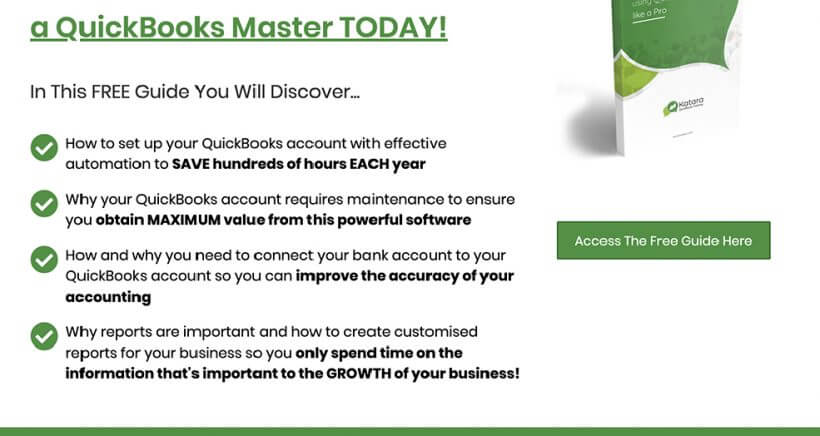 a QuickBooks Master TODAY!
like a Pro
In This FREE Guide You Will Discover...
Katara
How to set up your QuickBooks account with effective
automation to SAVE hundreds of hours EACH year
Why your QuickBooks account requires maintenance to ensure
you obtain MAXIMUM value from this powerful software
How and why you need to connect your bank account to your
QuickBooks account so you can improve the accuracy of your
accounting
Access The Free Guide Here
Why reports are important and how to create customised
reports for your business so you only spend time on the
information that's important to the GROWTH of your business!